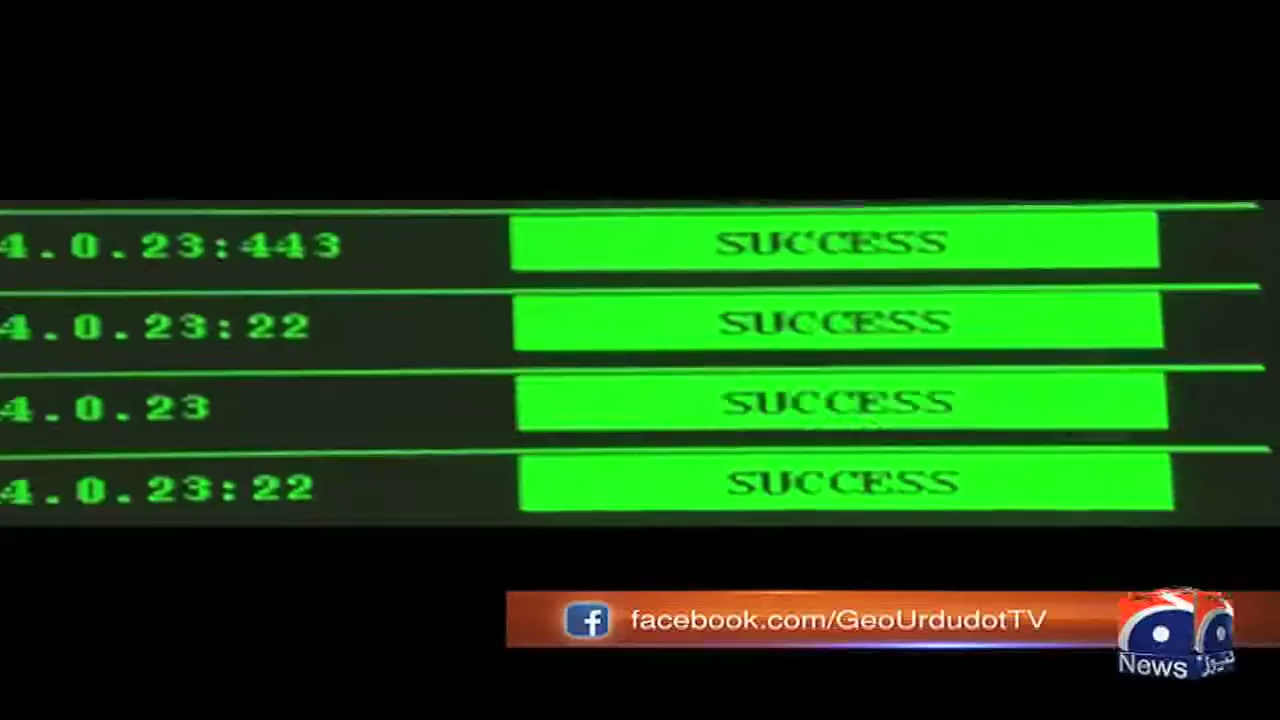 4.0.23:443 SUCCESS
4.0.23:22 SUCCESS
4.0.23 SUCCESS
4.0.23:22 SUCCESS
facebook.com/GeoUrdudotTV
News نیوز